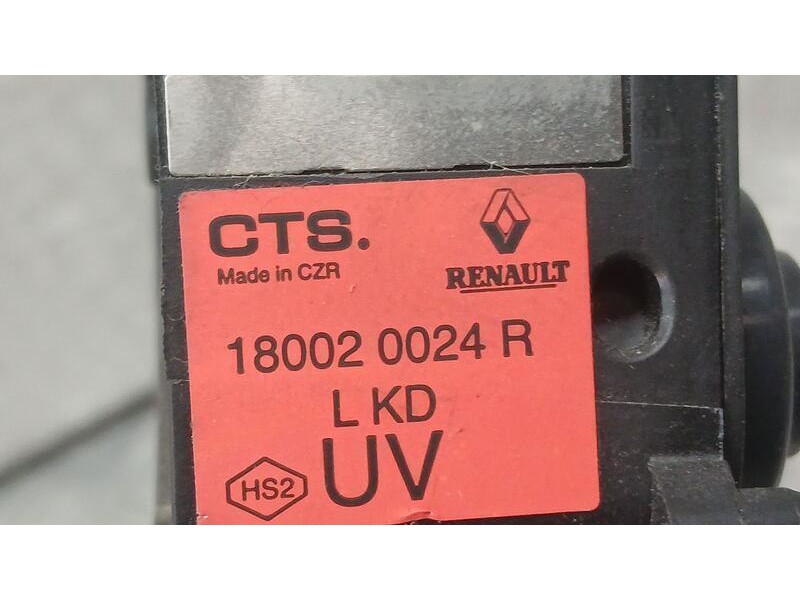 CTS.
Made in CZR
RENAULT
18002 0024 R
L KD
HS2
UV